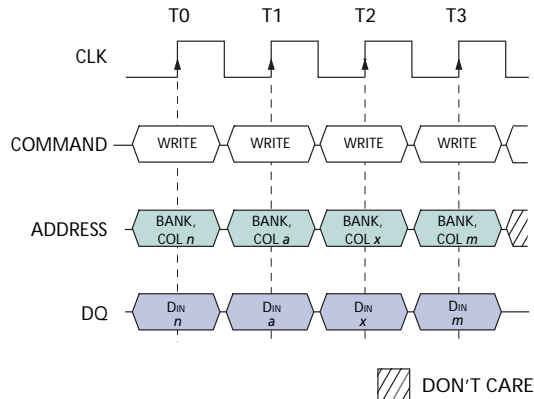 T0 T1 T2 T3
CLK
COMMAND WRITE WRITE WRITE WRITE
BANK, BANK, BANK, BANK,
ADDRESS
COL n COL a COL x COL m
DIN DIN DIN DIN
DQ
n a x m
DON'T CARE